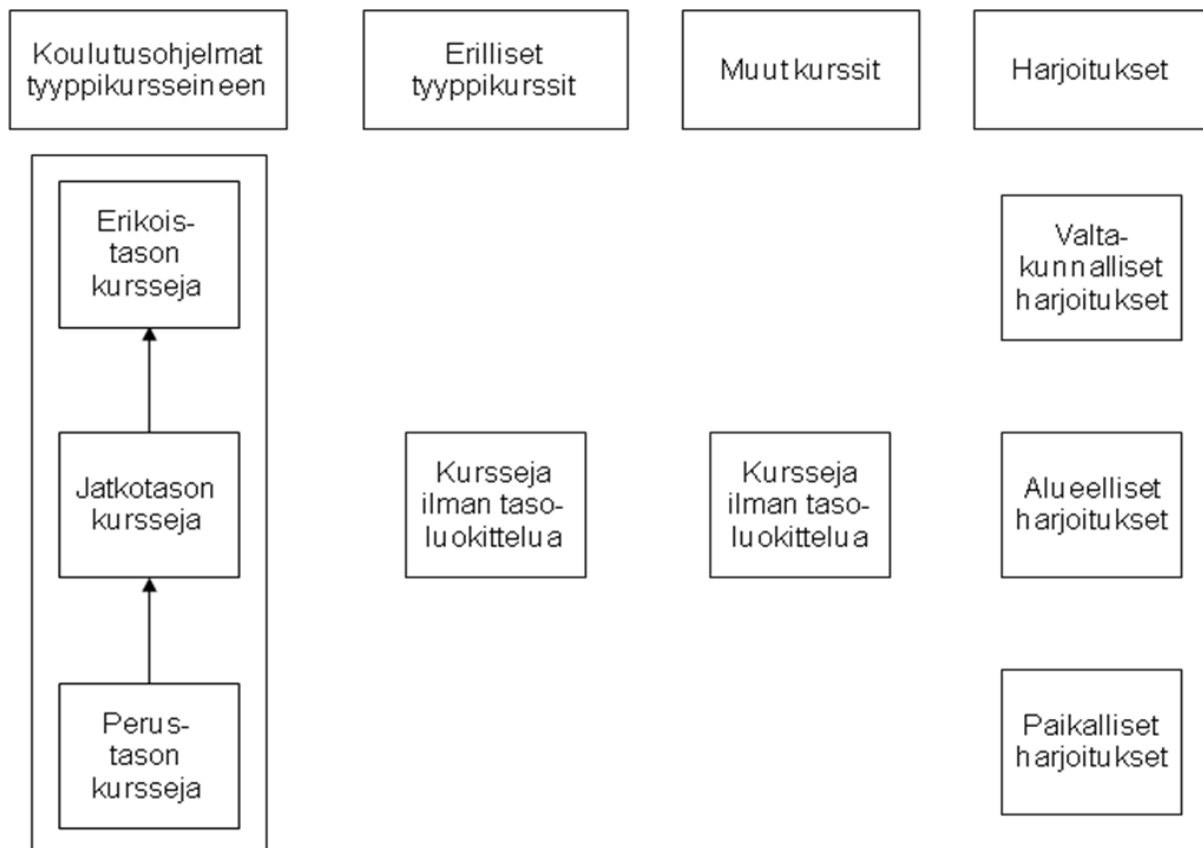 Koulutusohjelmat
tyyppikursseineen
Erilliset
tyyppikurssit
Muut kurssit
Harjoitukset
Erikois-
tason
kursseja
Valta-
kunnalliset
harjoitukset
Jatkotason
kursseja
Kursseja
ilman taso-
luokittelua
Kursseja
ilman taso-
luokittelua
Alueelliset
harjoitukset
Perus-
tason
kursseja
Paikalliset
harjoitukset